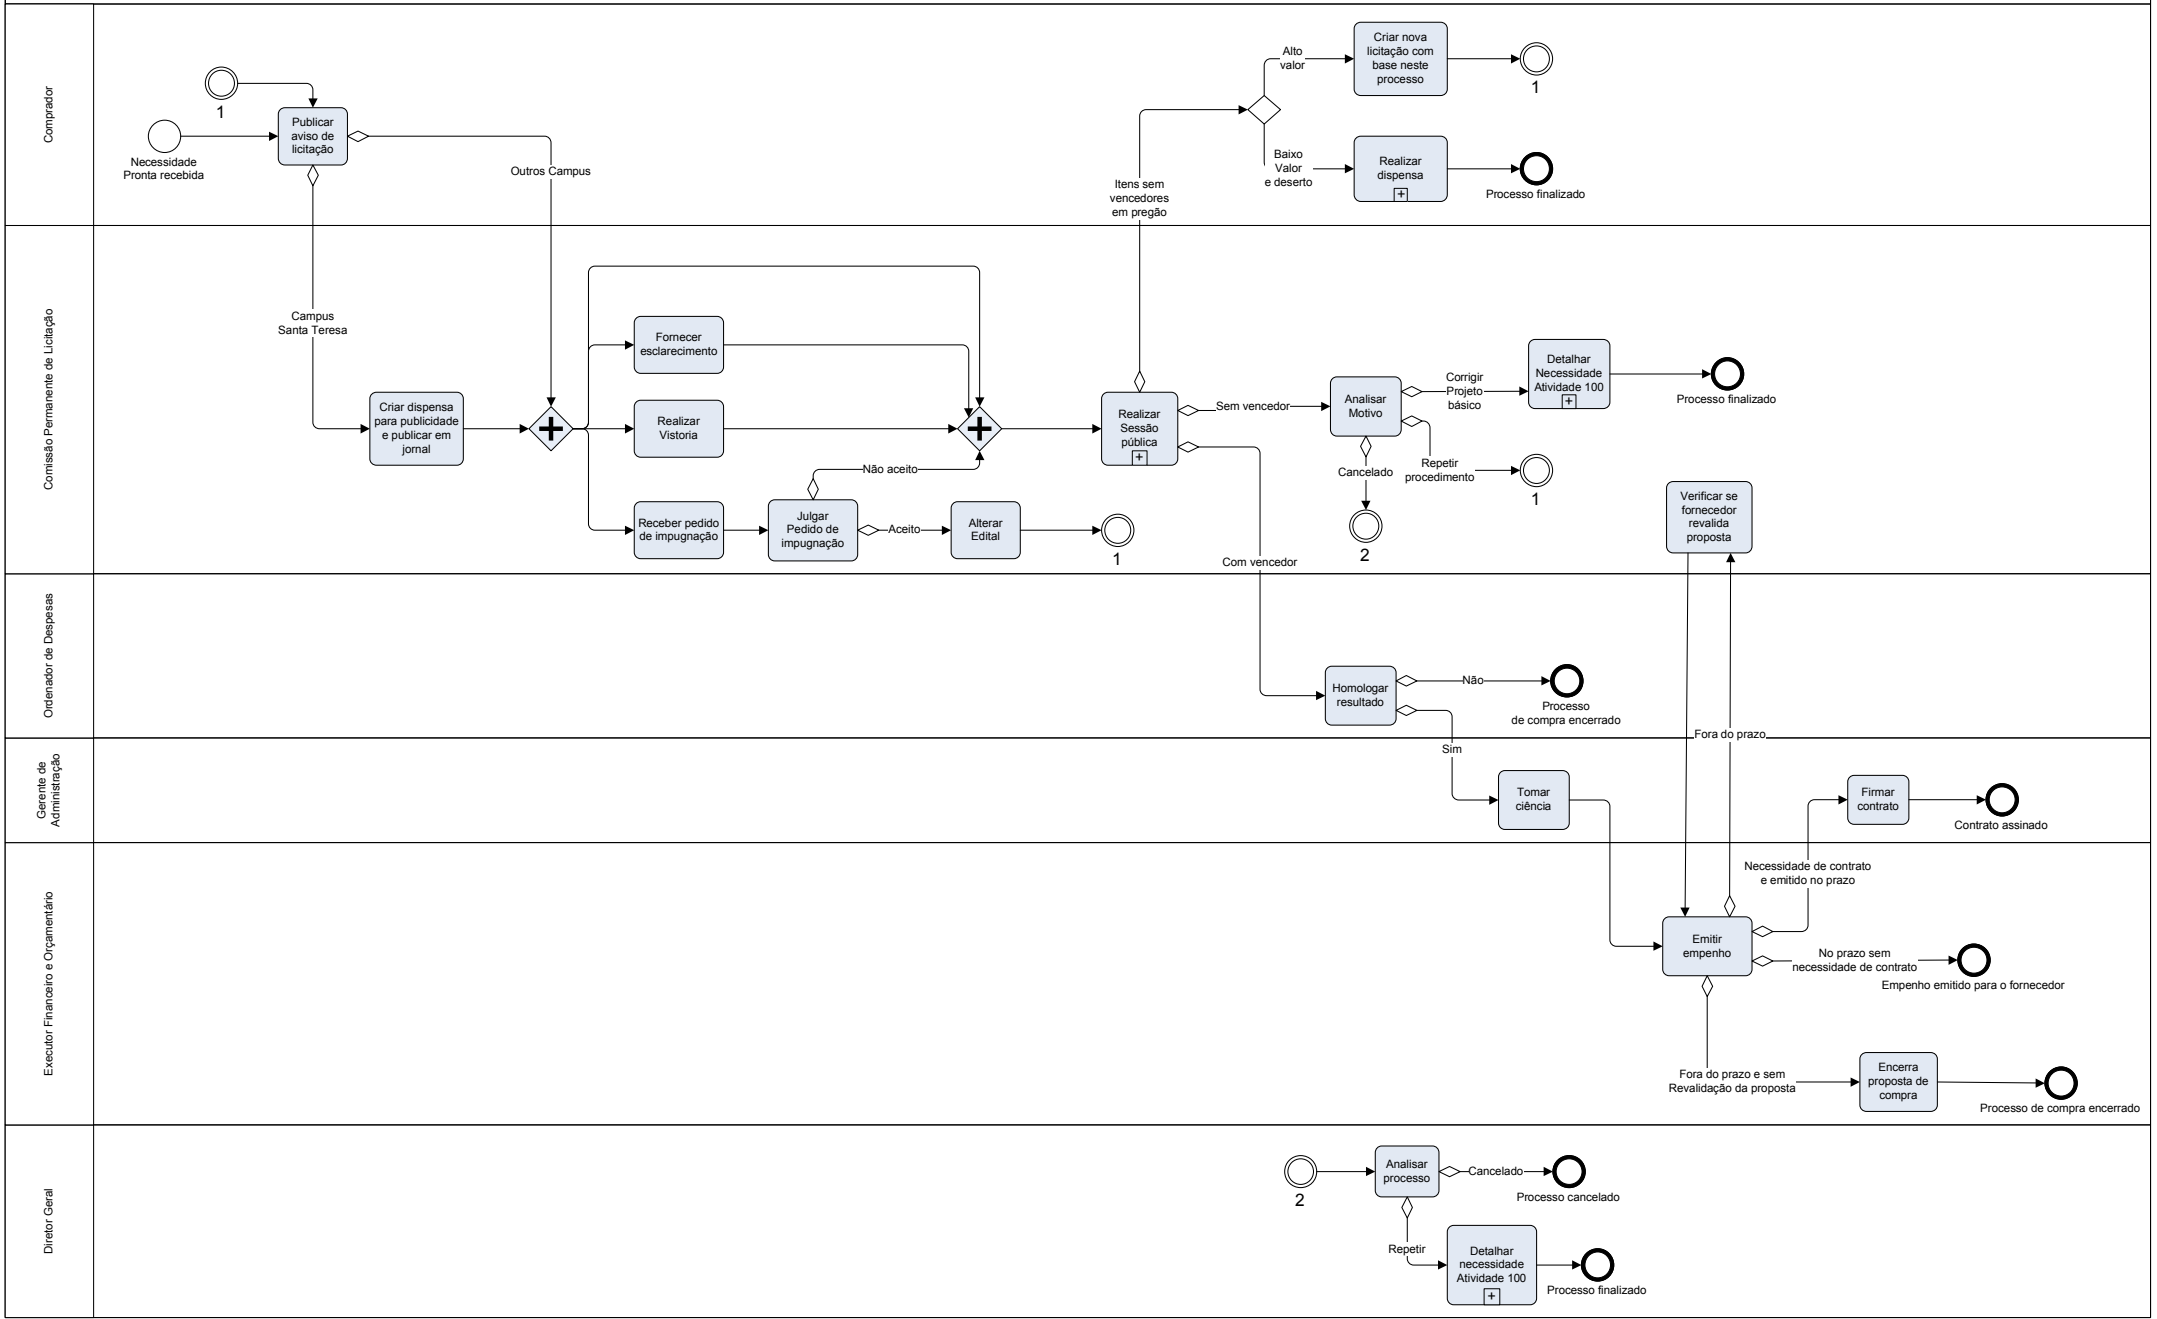 Comprador
1
Necessidade
Pronta recebida
Publicar
aviso de
licitação
Outros Campus
Itens sem
vencedores
em pregão
Alto
valor
Criar nova
licitação com
base neste
processo
1
Baixo
Valor
e deserto
Realizar
dispensa
Processo finalizado
Comissão Permanente de Licitação
Campus
Santa Teresa
Criar dispensa
para publicidade
e publicar em
jornal
Fornecer
esclarecimento
Realizar
Vistoria
Receber pedido
de impugnação
Não aceito
Julgar
Pedido de
impugnação
Aceito
Alterar
Edital
1
Realizar
Sessão
pública
Sem vencedor
Com vencedor
Analisar
Motivo
Corrigir
Projeto
básico
Detalhar
Necessidade
Atividade 100
Processo finalizado
Repetir
procedimento
1
Cancelado
2
Verificar se
fornecedor
revalida
proposta
Ordenador de Despesas
Homologar
resultado
Não
Processo
de compra encerrado
Sim
Fora do prazo
Gerente de
Administração
Tomar
ciência
Firmar
contrato
Contrato assinado
Executor Financeiro e Orçamentário
Necessidade de contrato
e emitido no prazo
Emitir
empenho
No prazo sem
necessidade de contrato
Empenho emitido para o fornecedor
Fora do prazo e sem
Revalidação da proposta
Encerra
proposta de
compra
Processo de compra encerrado
Diretor Geral
2
Analisar
processo
Cancelado
Processo cancelado
Repetir
Detalhar
necessidade
Atividade 100
Processo finalizado